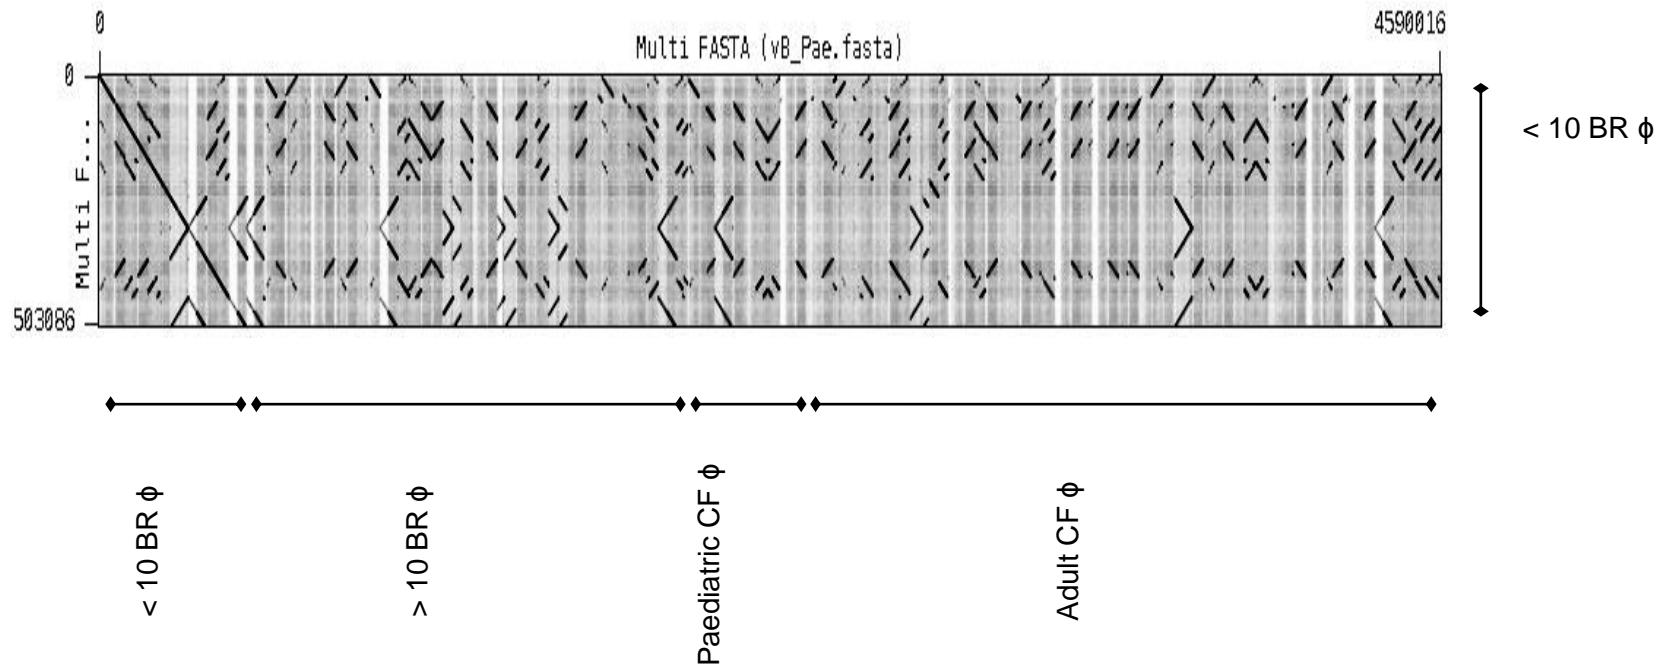 0
4590016
Multi FASTA (vB_Pae.fasta)
0
Multi F...
503086
< 10 BR ϕ
< 10 BR ϕ
> 10 BR ϕ
Paediatric CF ϕ
Adult CF ϕ